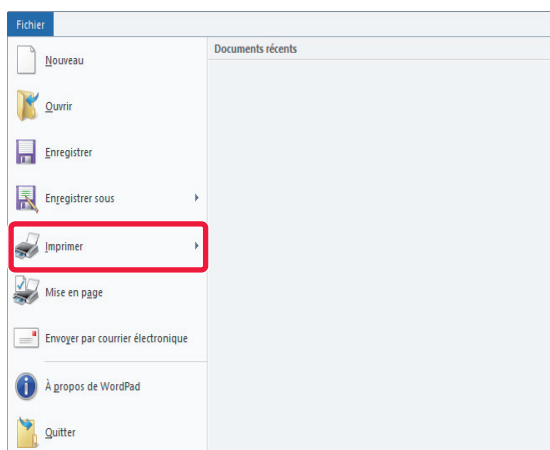 Fichier
Documents récents
Nouveau
Ouvrir
Enregistrer
Enregistrer sous
Imprimer
Mise en page
Envoyer par courrier électronique
À propos de WordPad
Quitter